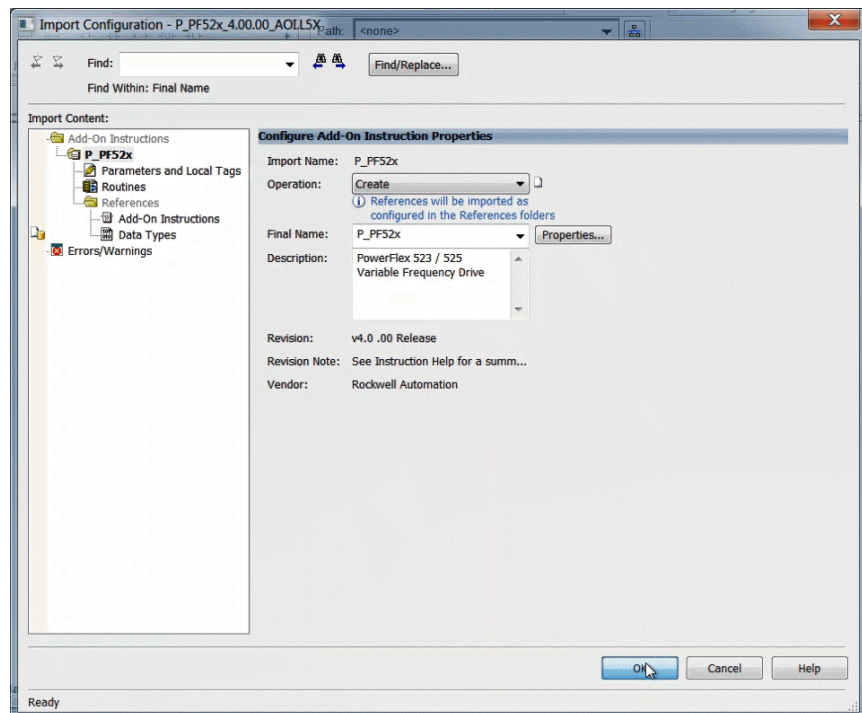 Import Configuration - P_PF52x_4.00.00_AOI.L5X
Path: <none>
Find:
Find/Replace...
Find Within: Final Name
Import Content:
Add-On Instructions
P_PF52x
Parameters and Local Tags
Routines
References
Add-On Instructions
Data Types
Errors/Warnings
Configure Add-On Instruction Properties
Import Name: P_PF52x
Operation: Create
References will be imported as
configured in the References folders
Final Name: P_PF52x Properties...
Description: PowerFlex 523 / 525
Variable Frequency Drive
Revision: v4.0 .00 Release
Revision Note: See Instruction Help for a summ...
Vendor: Rockwell Automation
OK Cancel Help
Ready